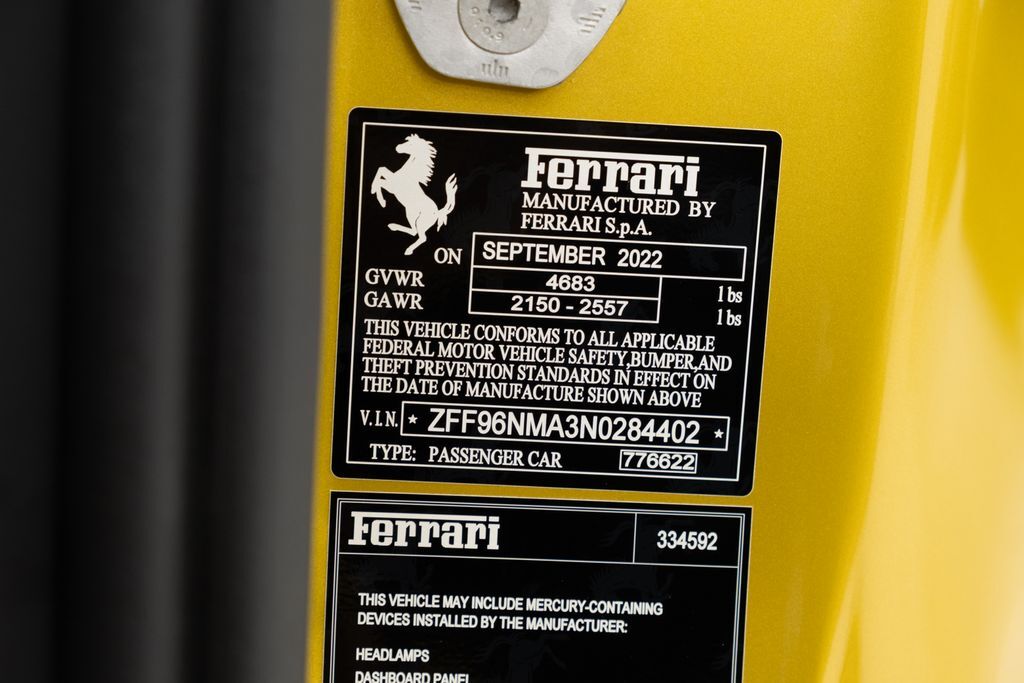 Ferrari
MANUFACTURED BY
FERRARI S.p.A.
ON SEPTEMBER 2022
GVWR 4683 lbs
GAWR 2150 - 2557 lbs
THIS VEHICLE CONFORMS TO ALL APPLICABLE
FEDERAL MOTOR VEHICLE SAFETY,BUMPER,AND
THEFT PREVENTION STANDARDS IN EFFECT ON
THE DATE OF MANUFACTURE SHOWN ABOVE
V.I.N. * ZFF96NMA3N0284402 *
TYPE: PASSENGER CAR 776622
Ferrari 334592
THIS VEHICLE MAY INCLUDE MERCURY-CONTAINING
DEVICES INSTALLED BY THE MANUFACTURER:
HEADLAMPS
DASHBOARD PANEL